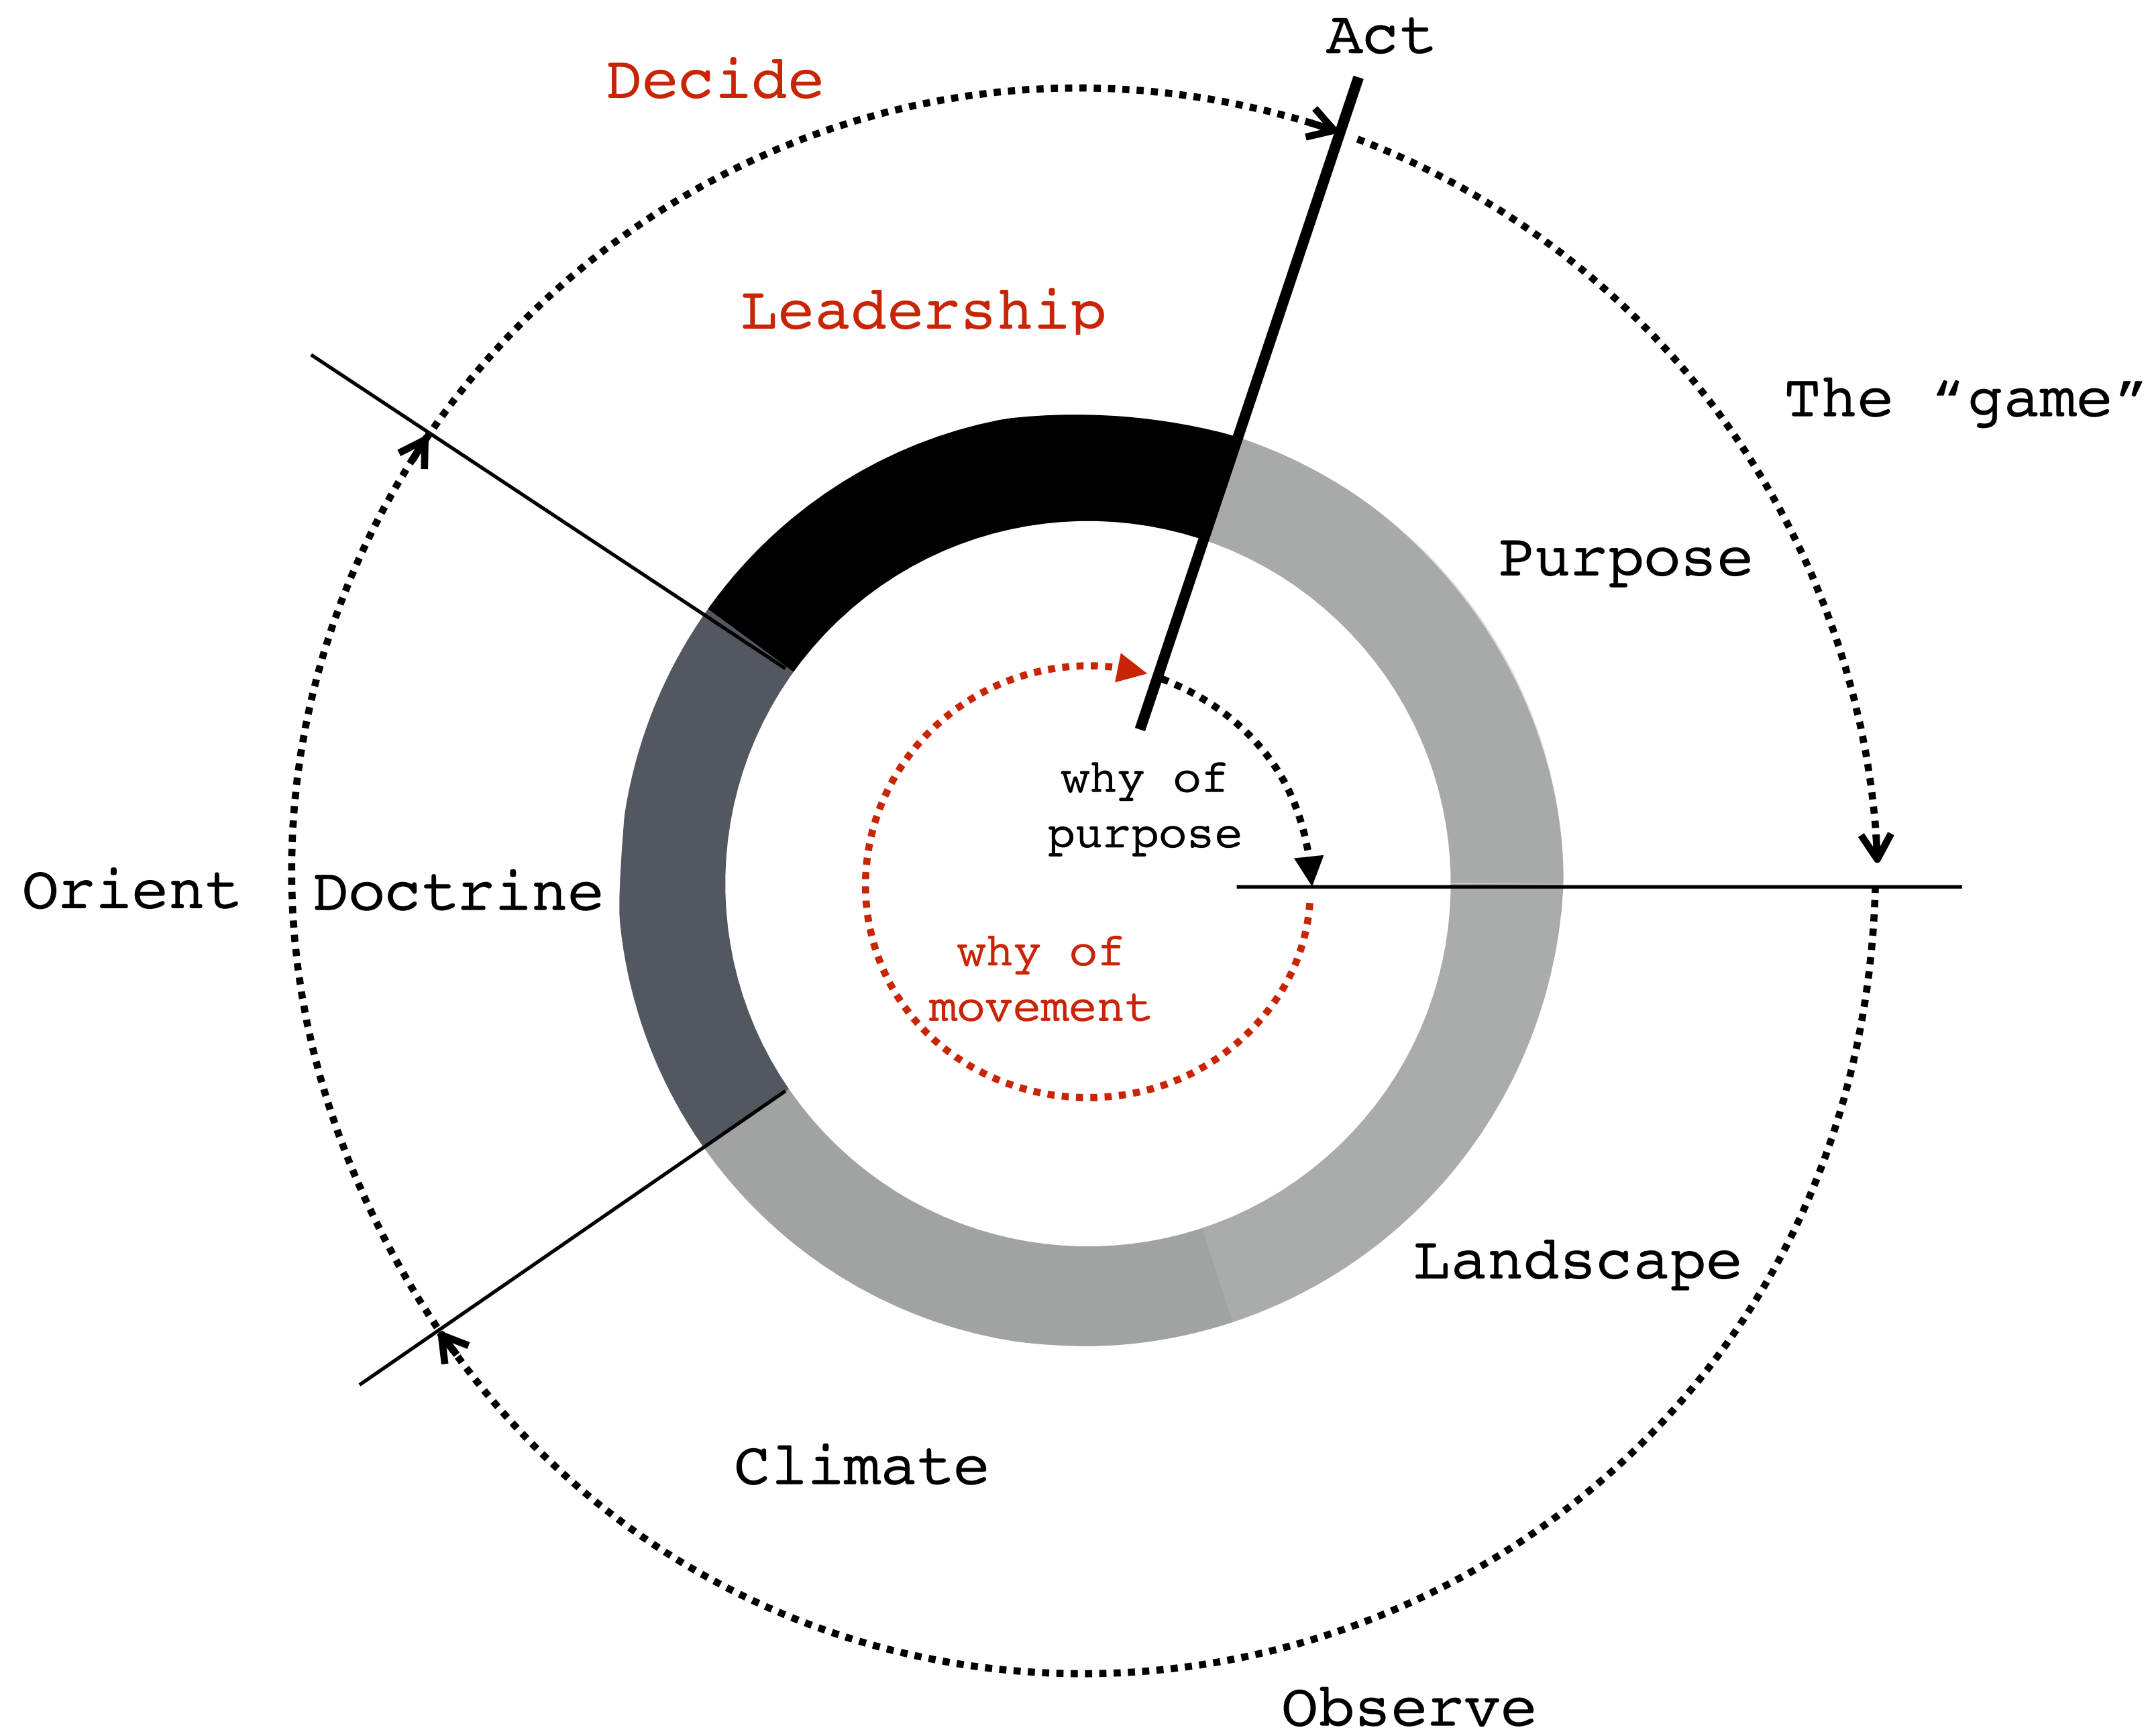 Act
Decide
Leadership
The “game”
Purpose
why of
purpose
Orient
Doctrine
why of
movement
Landscape
Climate
Observe